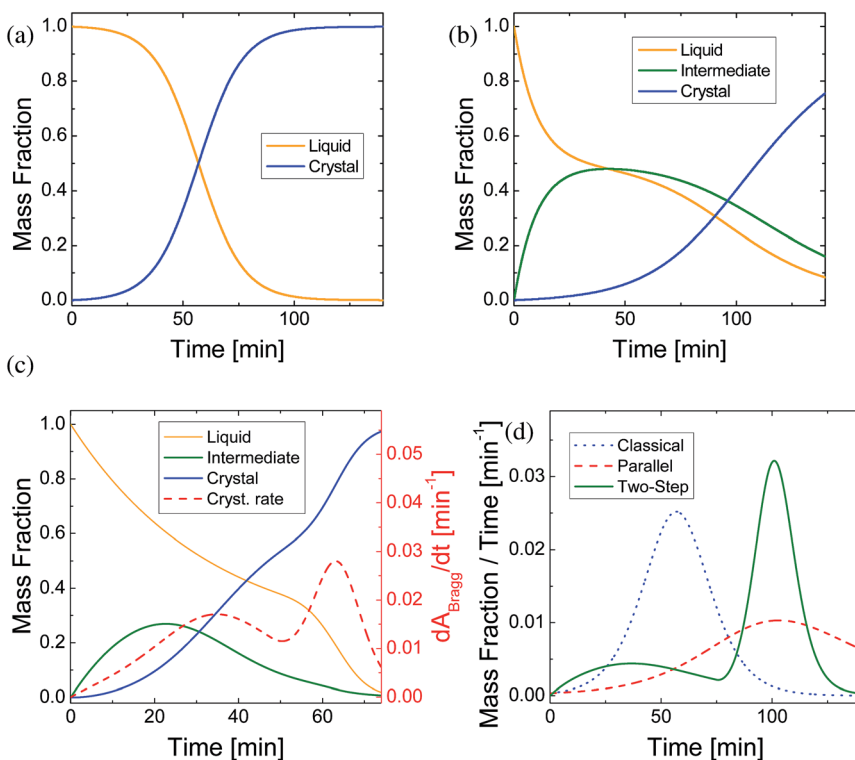 (a)
1.0
0.8
0.6
0.4
0.2
0.0
Mass Fraction
Liquid
Crystal
0
50
100
Time [min]
(b)
1.0
0.8
0.6
0.4
0.2
0.0
Mass Fraction
Liquid
Intermediate
Crystal
0
50
100
Time [min]
(c)
1.0
0.8
0.6
0.4
0.2
0.0
Mass Fraction
Liquid
Intermediate
Crystal
Cryst. rate
0.05
0.04
0.03
0.02
0.01
0.00
dA_Bragg/dt [min⁻¹]
0
20
40
60
Time [min]
(d)
0.03
0.02
0.01
0.00
Mass Fraction / Time [min⁻¹]
Classical
Parallel
Two-Step
0
50
100
Time [min]